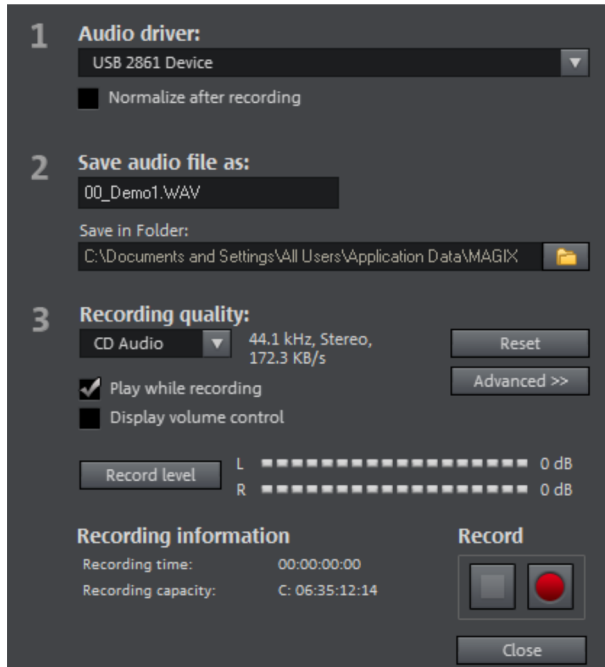 1 Audio driver:
USB 2861 Device
Normalize after recording
2 Save audio file as:
00_Demo1.WAV
Save in Folder:
C:\Documents and Settings\All Users\Application Data\MAGIX
3 Recording quality:
CD Audio 44.1 kHz, Stereo, Reset
172.3 KB/s
Play while recording Advanced >>
Display volume control
Record level L 0 dB
R 0 dB
Recording information Record
Recording time: 00:00:00:00
Recording capacity: C: 06:35:12:14
Close